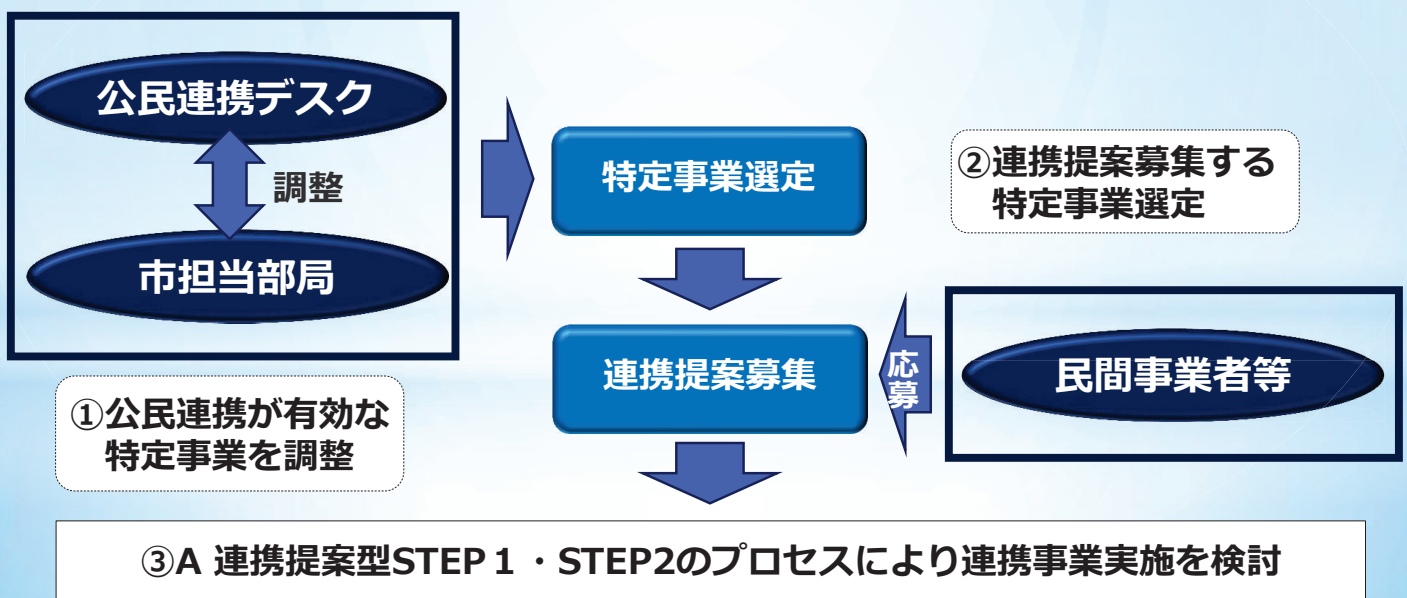 公民連携デスク
調整
市担当部局
①公民連携が有効な
特定事業を調整
特定事業選定
②連携提案募集する
特定事業選定
連携提案募集
応募
民間事業者等
③A 連携提案型STEP１・STEP2のプロセスにより連携事業実施を検討